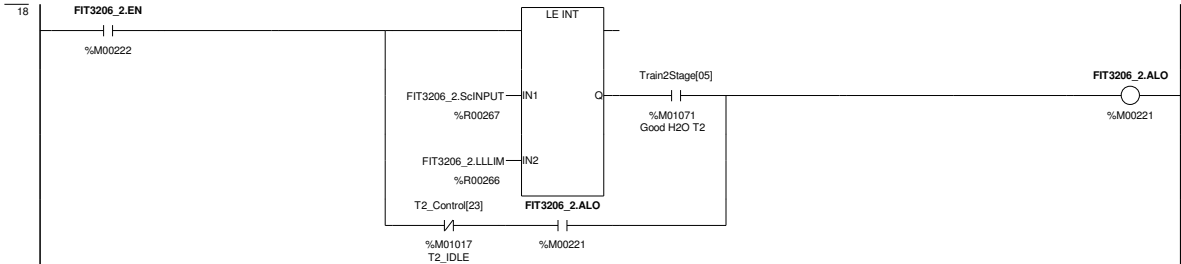 18
FIT3206_2.EN
%M00222
LE INT
FIT3206_2.ScINPUT
IN1
Q
%R00267
Train2Stage[05]
%M01071
Good H2O T2
FIT3206_2.ALO
%M00221
FIT3206_2.LLLIM
IN2
%R00266
T2_Control[23]
FIT3206_2.ALO
%M01017
%M00221
T2_IDLE